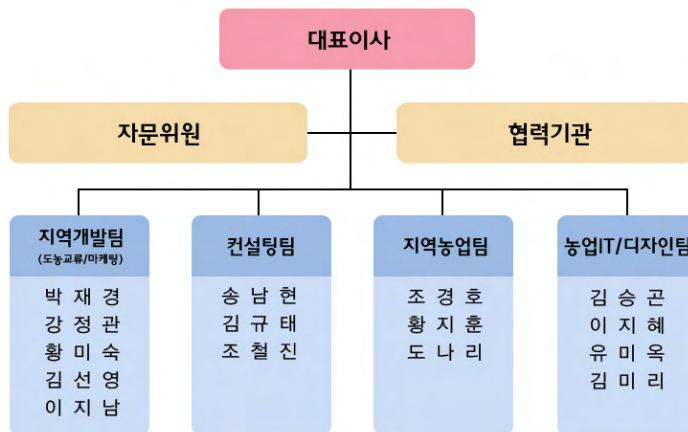 대표이사
자문위원
협력기관
지역개발팀
(도농교류/마케팅)
박 재 경
강 정 관
황 미 숙
김 선 영
이 지 남
컨설팅팀
송 남 현
김 규 태
조 철 진
지역농업팀
조 경 호
황 지 훈
도 나 리
농업IT/디자인팀
김 승 곤
이 지 혜
유 미 옥
김 미 리